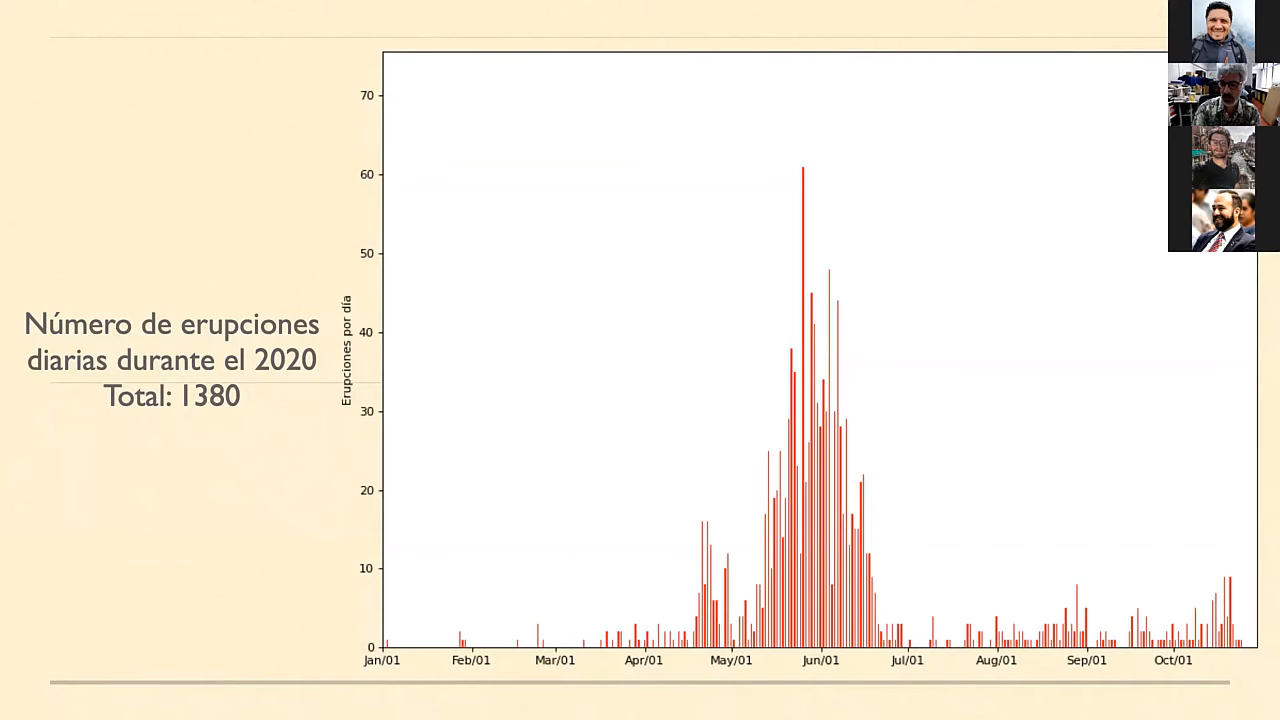 Número de erupciones
diarias durante el 2020
Total: 1380
Erupciones por día
70
60
50
40
30
20
10
0
Jan/01 Feb/01 Mar/01 Apr/01 May/01 Jun/01 Jul/01 Aug/01 Sep/01 Oct/01